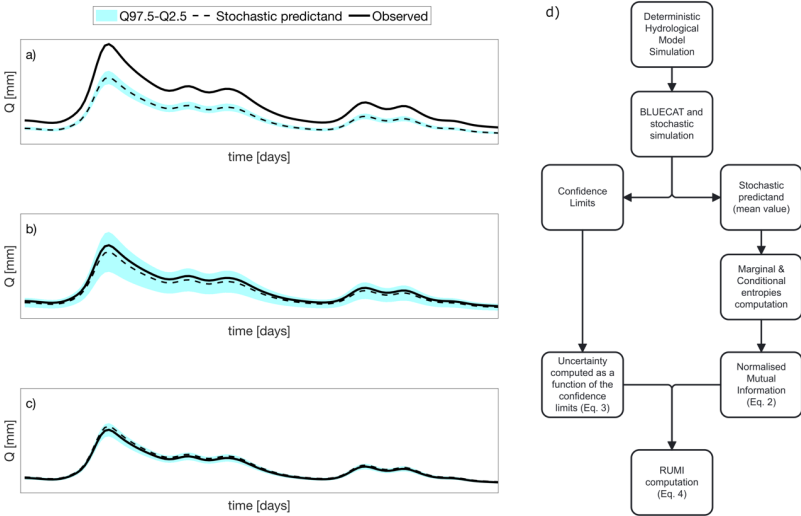 Q97.5-Q2.5 Stochastic predictand Observed
a)
Q [mm]
time [days]
b)
Q [mm]
time [days]
c)
Q [mm]
time [days]
d)
Deterministic
Hydrological
Model
Simulation
BLUECAT and
stochastic
simulation
Confidence
Limits
Stochastic
predictand
(mean value)
Marginal &
Conditional
entropies
computation
Uncertainty
computed as a
function of the
confidence
limits (Eq. 3)
Normalised
Mutual
Information
(Eq. 2)
RUMI
computation
(Eq. 4)